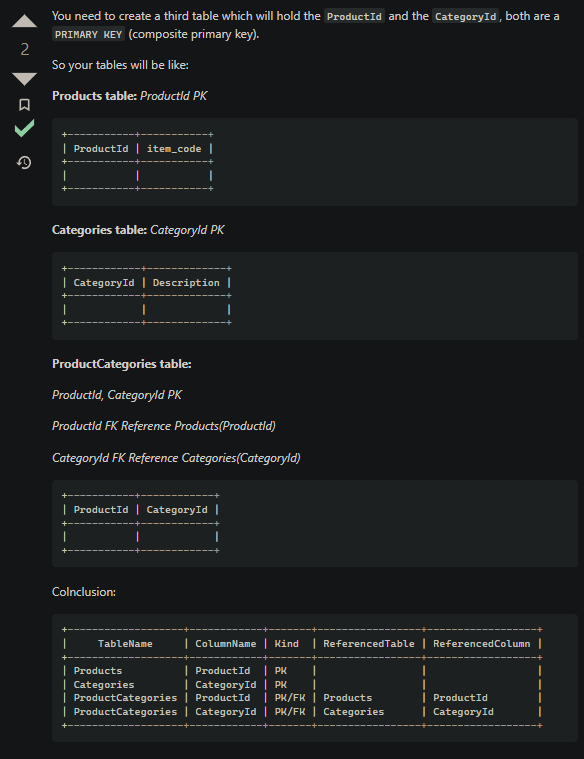 You need to create a third table which will hold the ProductId and the CategoryId, both are a
2
PRIMARY KEY (composite primary key).
So your tables will be like:
Products table: ProductId PK
+-----------+-----------+
| ProductId | item_code |
+-----------+-----------+
|           |           |
+-----------+-----------+
Categories table: CategoryId PK
+------------+-------------+
| CategoryId | Description |
+------------+-------------+
|            |             |
+------------+-------------+
ProductCategories table:
ProductId, CategoryId PK
ProductId FK Reference Products(ProductId)
CategoryId FK Reference Categories(CategoryId)
+-----------+------------+
| ProductId | CategoryId |
+-----------+------------+
|           |            |
+-----------+------------+
Colnclusion:
+-------------------+------------+-------+-----------------+------------------+
|     TableName     | ColumnName | Kind  | ReferencedTable | ReferencedColumn |
+-------------------+------------+-------+-----------------+------------------+
| Products          | ProductId  | PK    |                 |                  |
| Categories        | CategoryId | PK    |                 |                  |
| ProductCategories | ProductId  | PK/FK | Products        | ProductId        |
| ProductCategories | CategoryId | PK/FK | Categories      | CategoryId       |
+-------------------+------------+-------+-----------------+------------------+